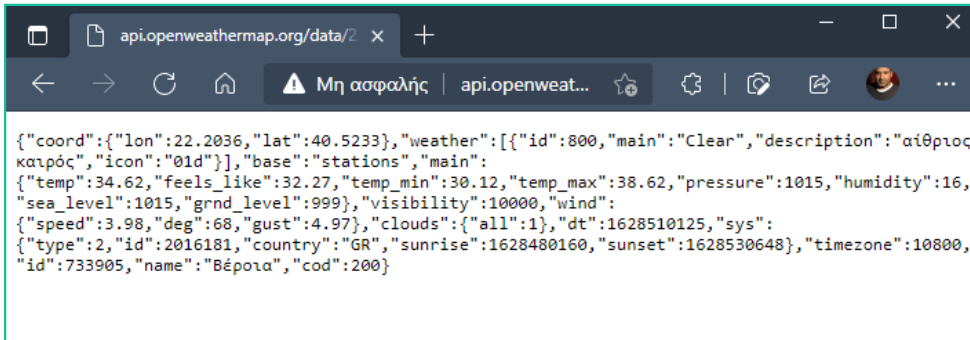 api.openweathermap.org/data/2
Μη ασφαλής | api.openweat...
{"coord":{"lon":22.2036,"lat":40.5233},"weather":[{"id":800,"main":"Clear","description":"αίθριος
καιρός","icon":"01d"}],"base":"stations","main":
{"temp":34.62,"feels_like":32.27,"temp_min":30.12,"temp_max":38.62,"pressure":1015,"humidity":16,
"sea_level":1015,"grnd_level":999},"visibility":10000,"wind":
{"speed":3.98,"deg":68,"gust":4.97},"clouds":{"all":1},"dt":1628510125,"sys":
{"type":2,"id":2016181,"country":"GR","sunrise":1628480160,"sunset":1628530648},"timezone":10800,
"id":733905,"name":"Βέροια","cod":200}